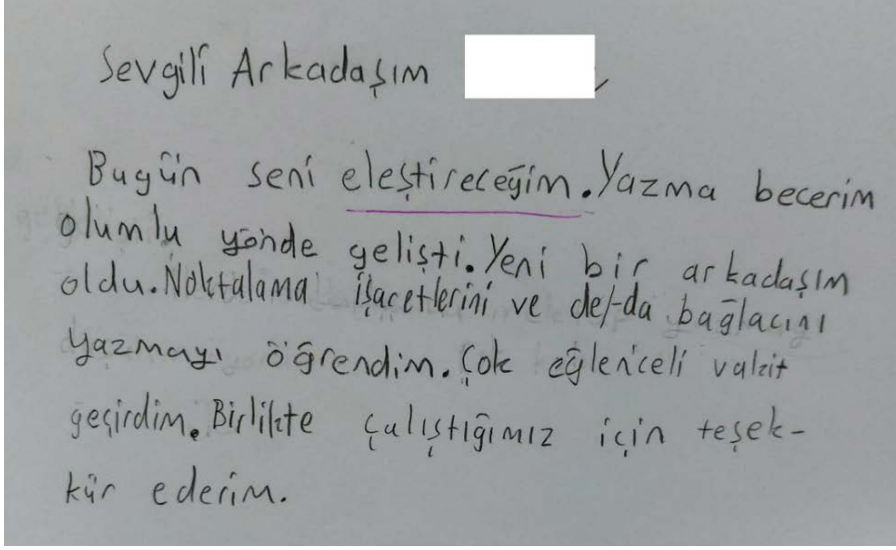 Sevgili Arkadaşım ,
Bugün seni eleştireceğim. Yazma becerim
olumlu yönde gelişti. Yeni bir arkadaşım
oldu. Noktalama işaretlerini ve de/-da bağlacını
yazmayı öğrendim. Çok eğlenceli vakit
geçirdim. Birlikte çalıştığımız için teşek-
kür ederim.